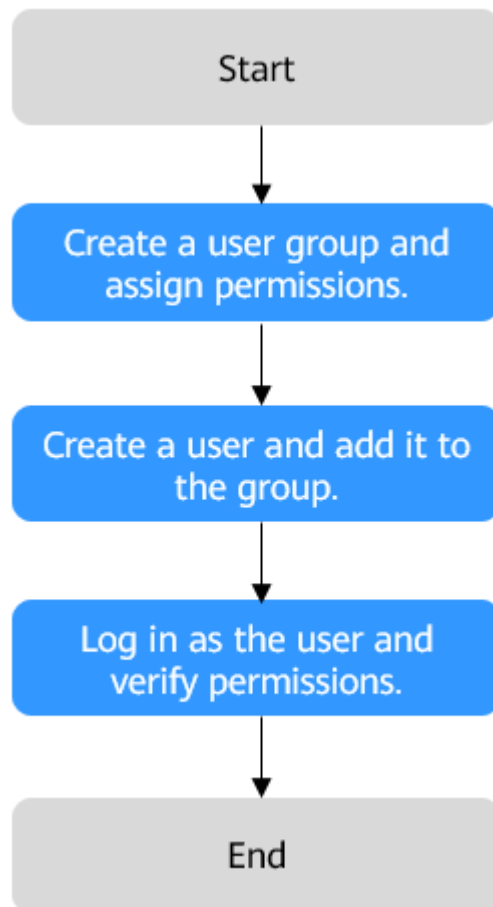 Start
Create a user group and
assign permissions.
Create a user and add it to
the group.
Log in as the user and
verify permissions.
End